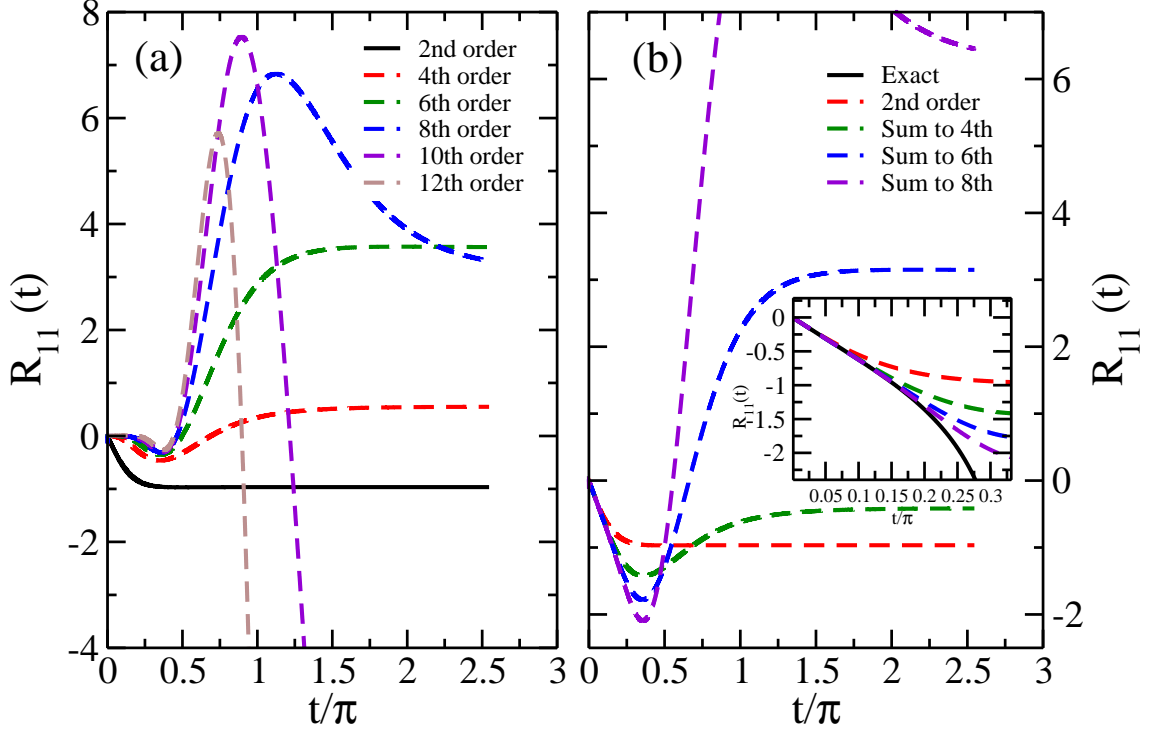 (a)
2nd order
4th order
6th order
8th order
10th order
12th order
8
6
4
2
0
-2
-4
R11 (t)
0 0.5 1 1.5 2 2.5 3
t/π
(b)
Exact
2nd order
Sum to 4th
Sum to 6th
Sum to 8th
6
4
2
0
-2
R11 (t)
0 0.5 1 1.5 2 2.5 3
t/π
0
-0.5
-1
-1.5
-2
R11(t)
0.05 0.1 0.15 0.2 0.25 0.3
t/π